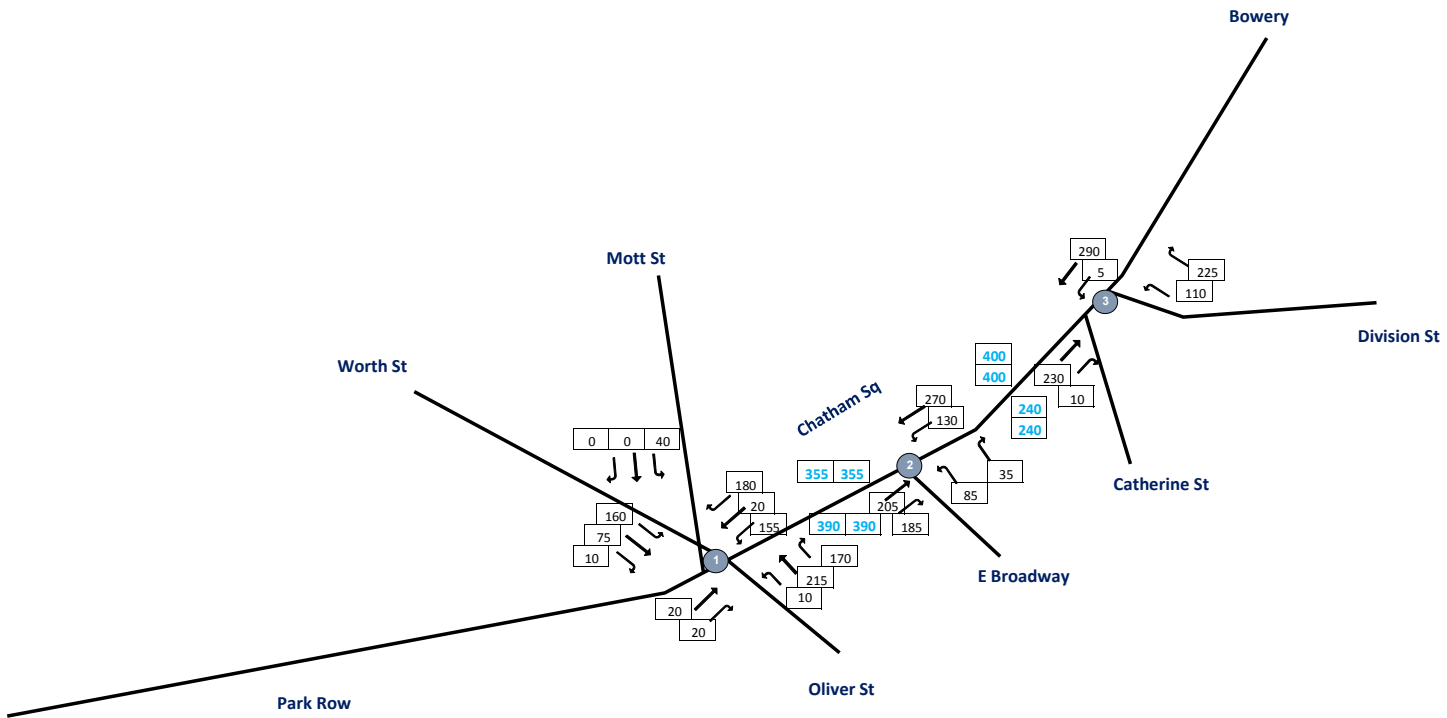 Bowery
290
5
225
110
3
Mott St
Division St
400
400
230
10
Worth St
Chatham Sq
270
130
240
240
0 0 40
355 355
2
35
85
Catherine St
180
20
155
205
390 390 185
160
75
10
1
170
215
10
E Broadway
20
20
Oliver St
Park Row